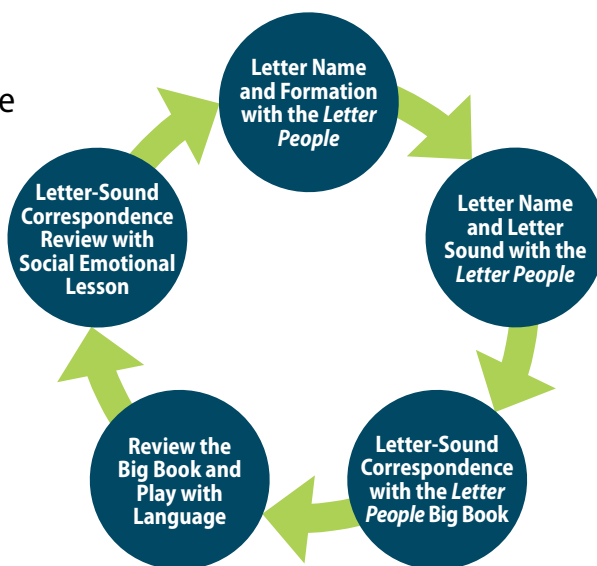 e
Letter Name
and Formation
with the Letter
People
Letter Name
and Letter
Sound with the
Letter People
Letter-Sound
Correspondence
with the Letter
People Big Book
Review the
Big Book and
Play with
Language
Letter-Sound
Correspondence
Review with
Social Emotional
Lesson